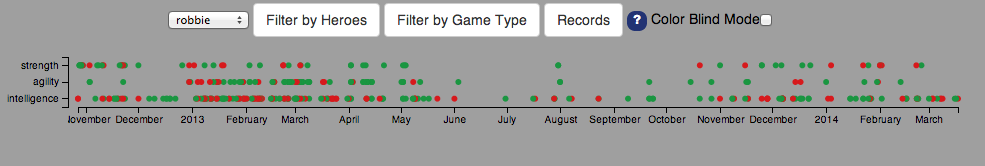 robbie Filter by Heroes Filter by Game Type Records ? Color Blind Mode
strength
agility
intelligence
November December 2013 February March April May June July August September October November December 2014 February March